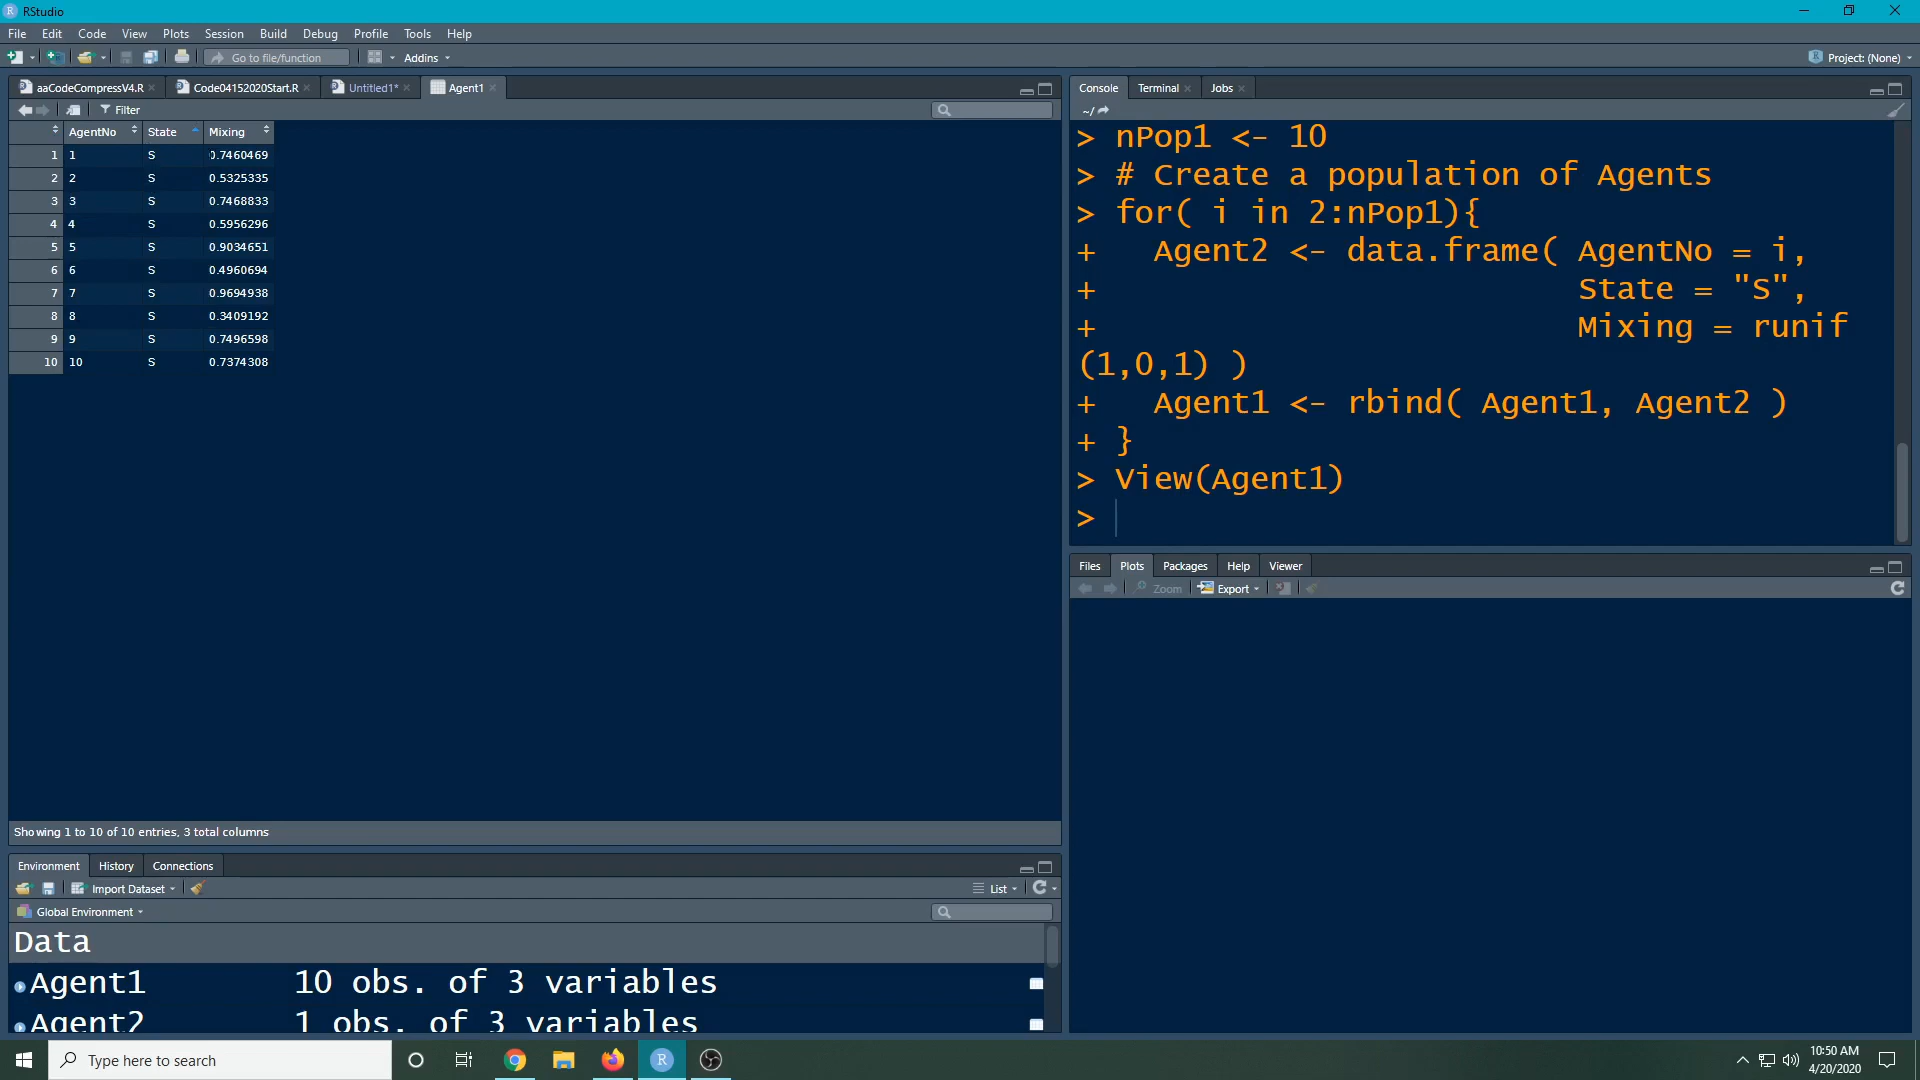 RStudio
File Edit Code View Plots Session Build Debug Profile Tools Help
Go to file/function Addins Project: (None)
aaCodeCompressV4.R Code04152020Start.R Untitled1* Agent1
Filter
AgentNo State Mixing
1 1 S 0.7460469
2 2 S 0.5325335
3 3 S 0.7468833
4 4 S 0.5956296
5 5 S 0.9034651
6 6 S 0.4960694
7 7 S 0.9694938
8 8 S 0.3409192
9 9 S 0.7496598
10 10 S 0.7374308
Showing 1 to 10 of 10 entries, 3 total columns
Environment History Connections
Import Dataset List
Global Environment
Data
Agent1 10 obs. of 3 variables
Agent2 1 obs. of 3 variables
Console Terminal Jobs
~/
> nPop1 <- 10
> # Create a population of Agents
> for( i in 2:nPop1){
+ Agent2 <- data.frame( AgentNo = i,
+ State = "S",
+ Mixing = runif
(1,0,1) )
+ Agent1 <- rbind( Agent1, Agent2 )
+ }
> View(Agent1)
>
Files Plots Packages Help Viewer
Zoom Export
Type here to search
10:50 AM
4/20/2020